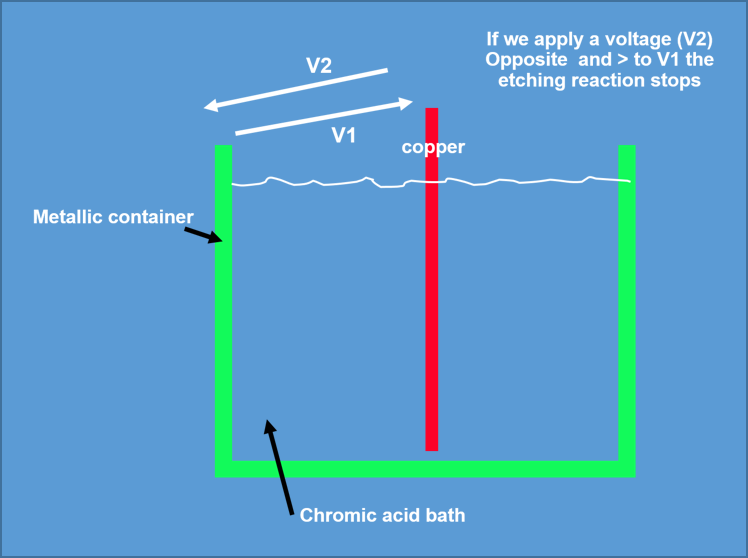 If we apply a voltage (V2)
Opposite and > to V1 the
etching reaction stops
V2
V1
copper
Metallic container
Chromic acid bath